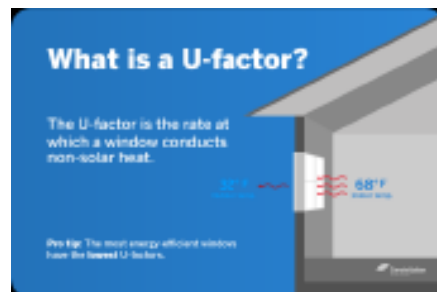 What is a U-factor?
The U-factor is the rate at
which a window conducts
non-solar heat.
68°F
Pro tip: The most energy efficient windows
have the lowest U-factors.